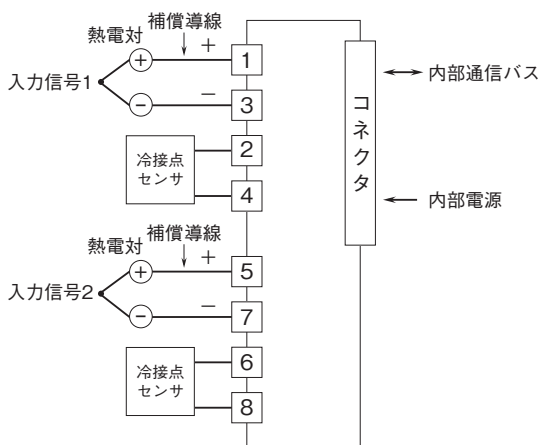 補償導線
熱電対
+
+
1
入力信号1
−
−
3
2
冷接点
センサ
4
補償導線
熱電対
+
+
5
入力信号2
−
−
7
6
冷接点
センサ
8
コネクタ
内部通信バス
内部電源